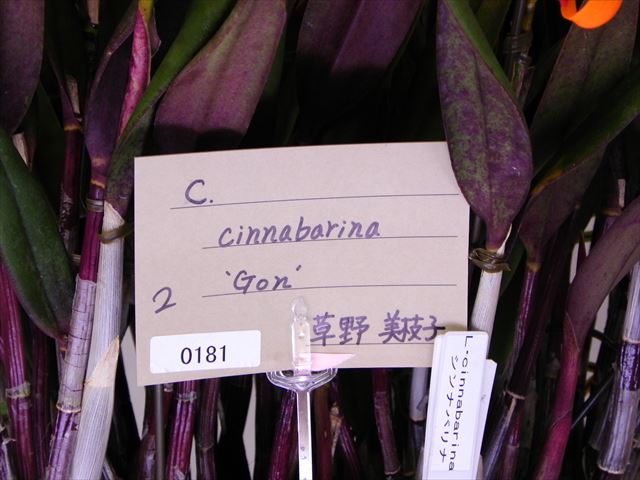 C.
cinnabarina
'Gon'
2
草野 美枝子
0181
L. cinnabarina
シンナバリナ